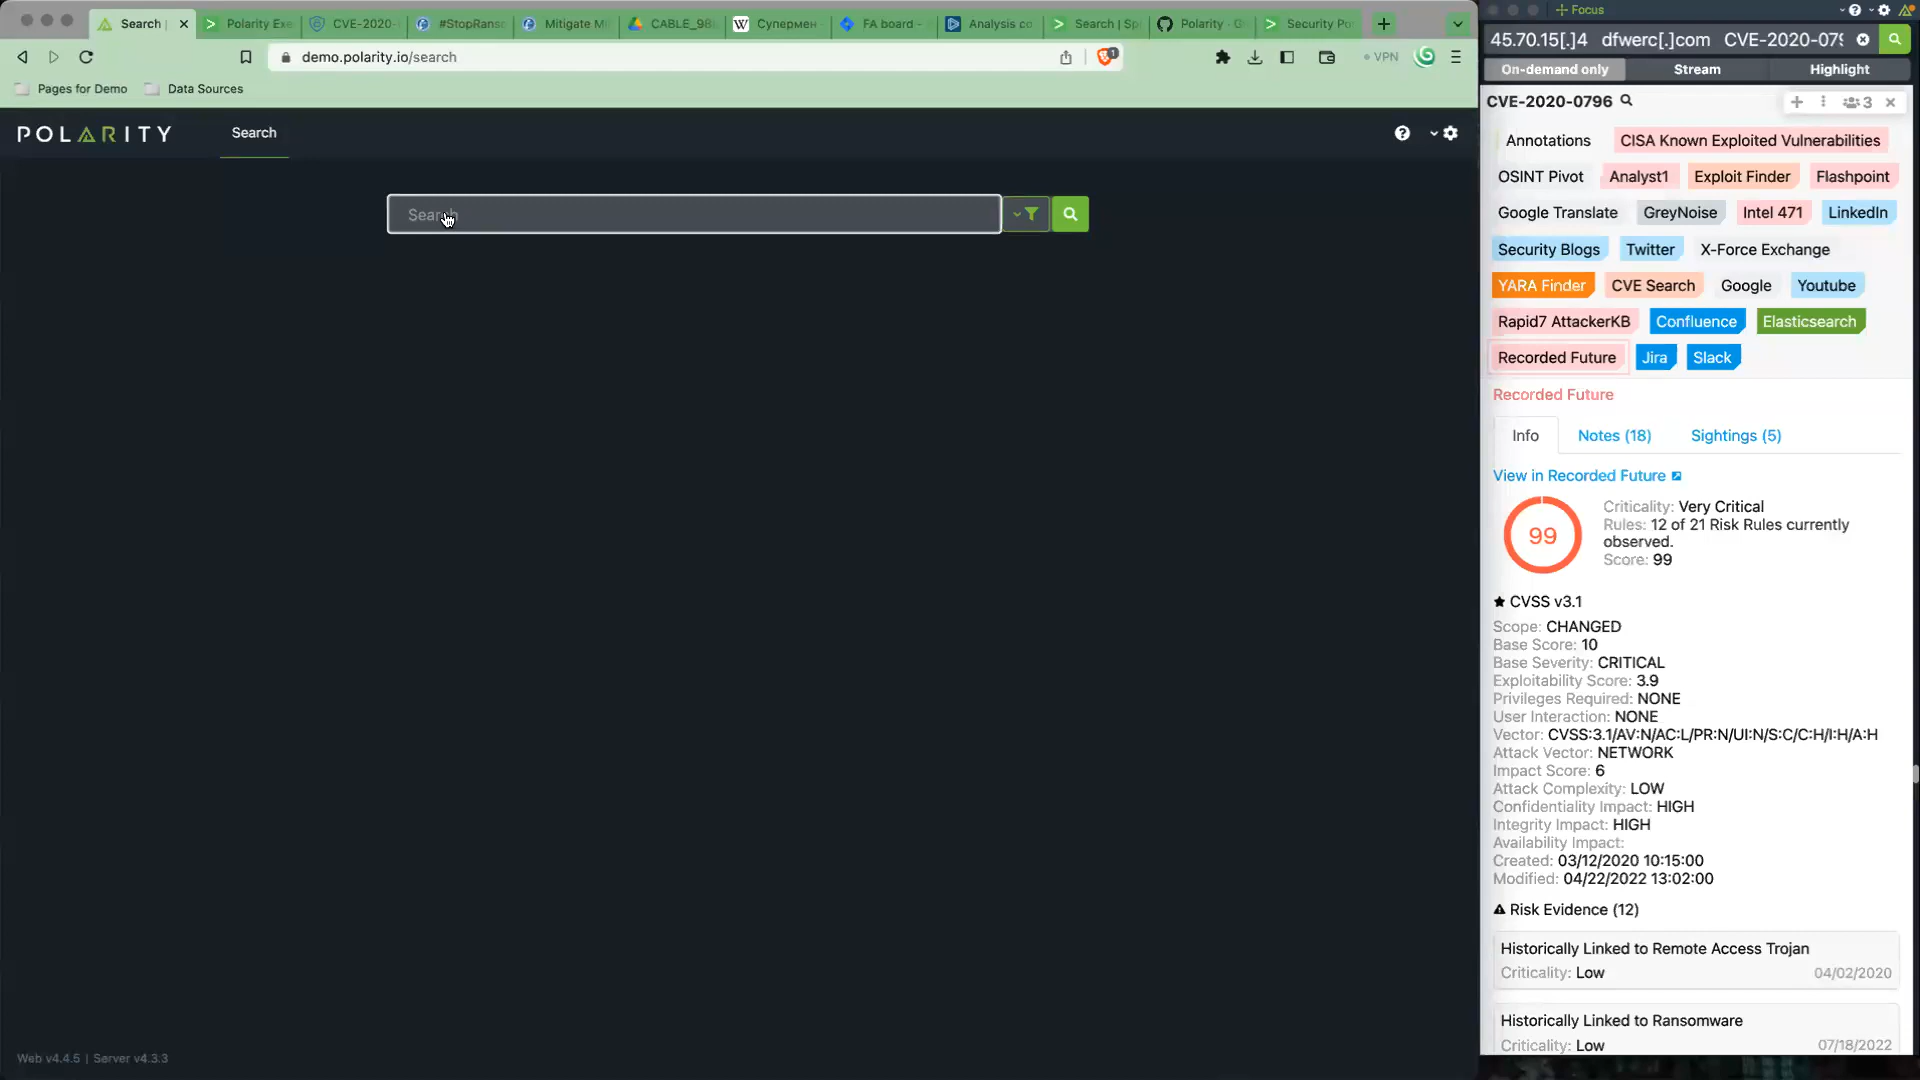 Search
Polarity Exe
CVE-2020-
#StopRanso
Mitigate M
CABLE_98
Супермен
FA board -
Analysis co
Search | Sp
Polarity - G
Security Po
demo.polarity.io/search
1
VPN
Pages for Demo
Data Sources
POLARITY
Search
Search
Web v4.4.5 | Server v4.3.3
Focus
45.70.15[.]4 dfwerc[.]com CVE-2020-079
On-demand only
Stream
Highlight
CVE-2020-0796
3
Annotations
CISA Known Exploited Vulnerabilities
OSINT Pivot
Analyst1
Exploit Finder
Flashpoint
Google Translate
GreyNoise
Intel 471
LinkedIn
Security Blogs
Twitter
X-Force Exchange
YARA Finder
CVE Search
Google
Youtube
Rapid7 AttackerKB
Confluence
Elasticsearch
Recorded Future
Jira
Slack
Recorded Future
Info
Notes (18)
Sightings (5)
View in Recorded Future
99
Criticality: Very Critical
Rules: 12 of 21 Risk Rules currently
observed.
Score: 99
CVSS v3.1
Scope: CHANGED
Base Score: 10
Base Severity: CRITICAL
Exploitability Score: 3.9
Privileges Required: NONE
User Interaction: NONE
Vector: CVSS:3.1/AV:N/AC:L/PR:N/UI:N/S:C/C:H/I:H/A:H
Attack Vector: NETWORK
Impact Score: 6
Attack Complexity: LOW
Confidentiality Impact: HIGH
Integrity Impact: HIGH
Availability Impact:
Created: 03/12/2020 10:15:00
Modified: 04/22/2022 13:02:00
Risk Evidence (12)
Historically Linked to Remote Access Trojan
Criticality: Low
04/02/2020
Historically Linked to Ransomware
Criticality: Low
07/18/2022